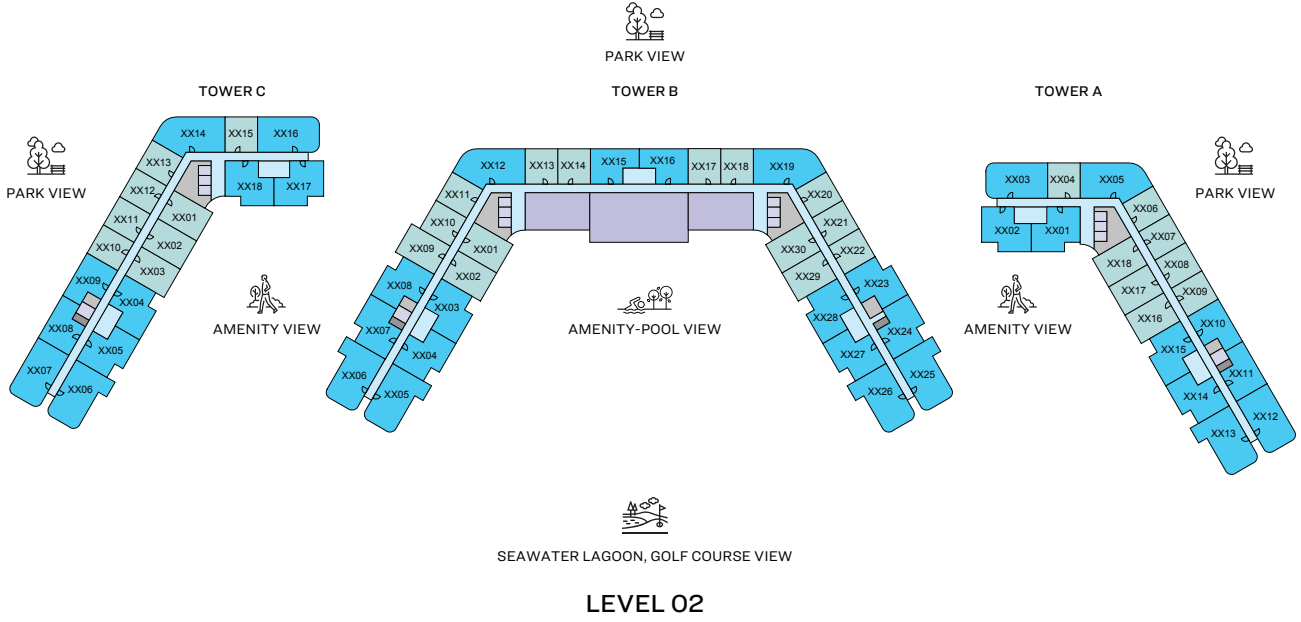 PARK VIEW
TOWER C
TOWER B
TOWER A
PARK VIEW
PARK VIEW
XX14
XX15
XX16
XX13
XX12
XX11
XX10
XX09
XX08
XX07
XX06
XX05
XX04
XX03
XX02
XX01
XX18
XX17
XX12
XX13
XX14
XX15
XX16
XX17
XX18
XX19
XX11
XX10
XX09
XX08
XX07
XX06
XX05
XX04
XX03
XX02
XX01
XX20
XX21
XX22
XX23
XX24
XX25
XX26
XX27
XX28
XX29
XX30
XX03
XX04
XX05
XX02
XX01
XX06
XX07
XX08
XX09
XX10
XX11
XX12
XX13
XX14
XX15
XX16
XX17
XX18
AMENITY VIEW
AMENITY-POOL VIEW
AMENITY VIEW
SEAWATER LAGOON, GOLF COURSE VIEW
LEVEL 02